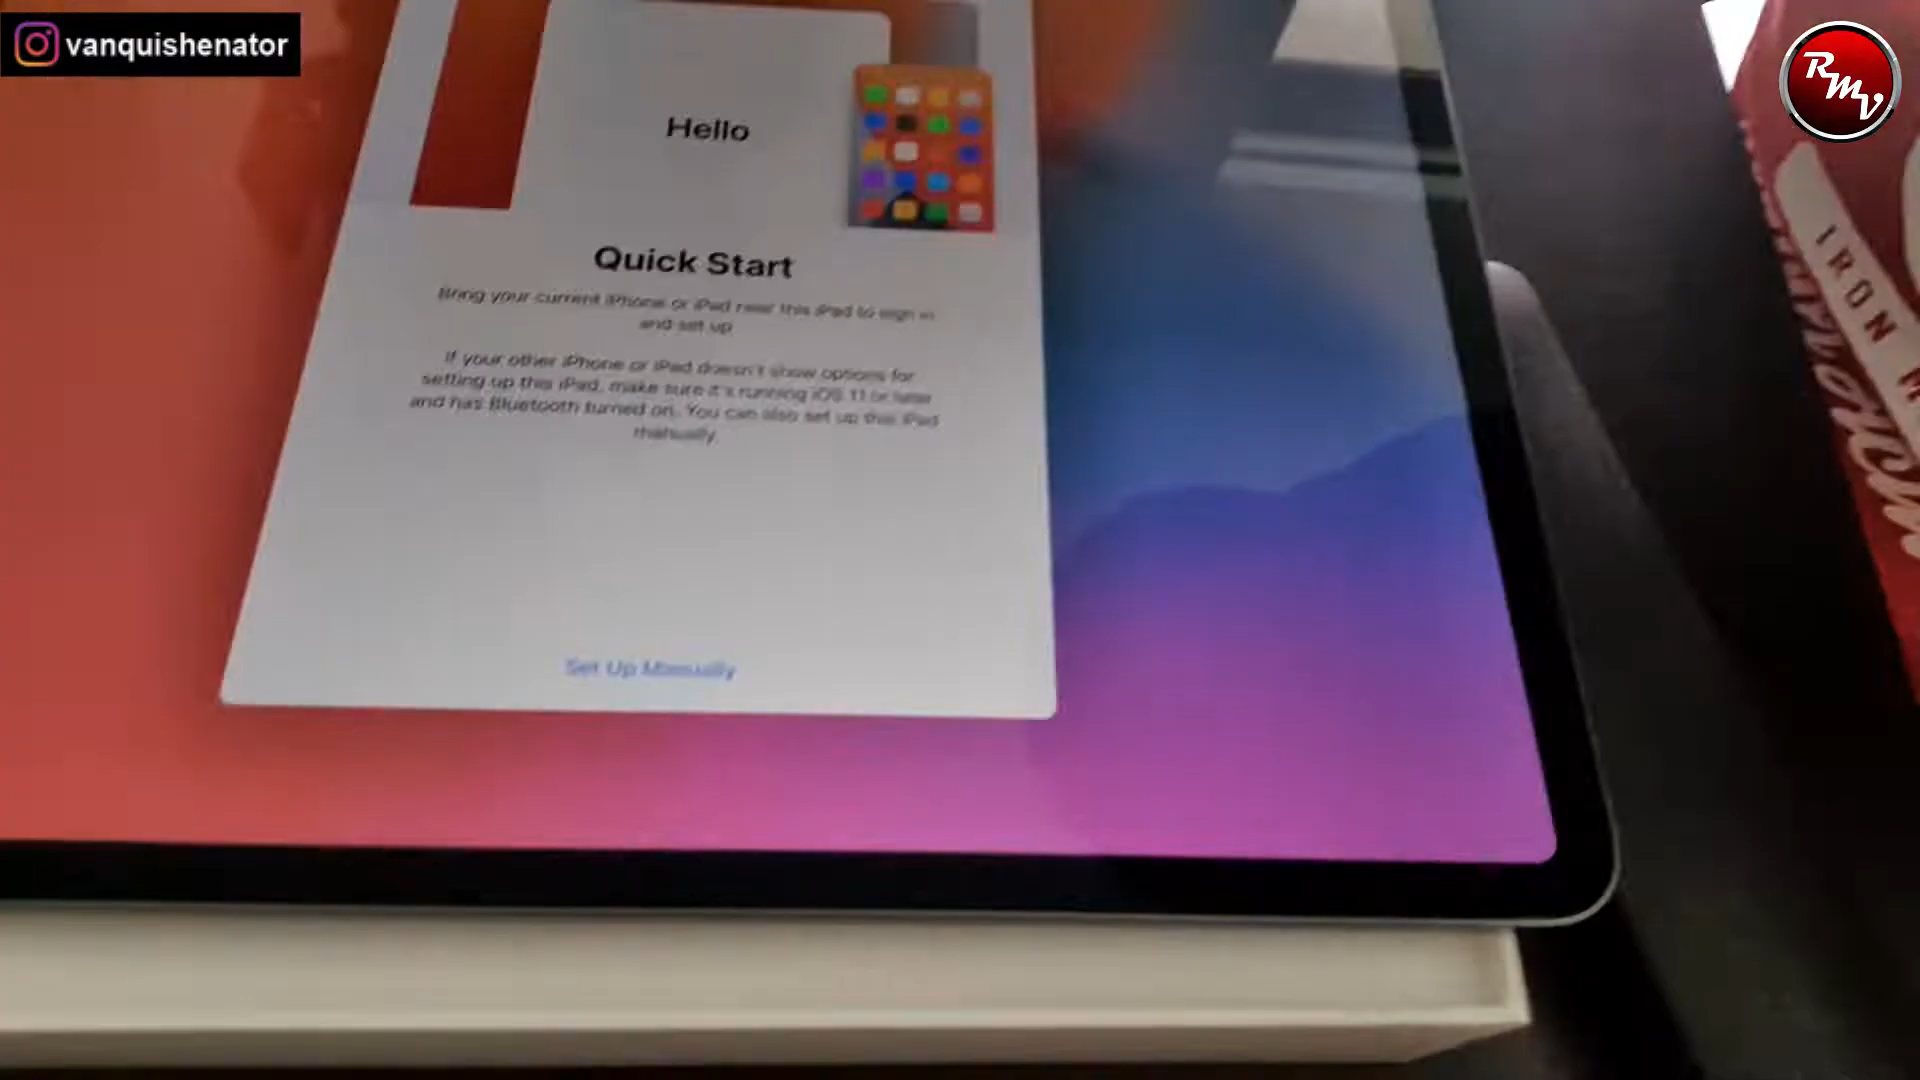 vanquishenator
RMV
Hello
Quick Start
Bring your current iPhone or iPad near this iPad to sign in
and set up.
If your other iPhone or iPad doesn't show options for
setting up this iPad, make sure it's running iOS 11 or later
and has Bluetooth turned on. You can also set up this iPad
manually.
Set Up Manually
IRON